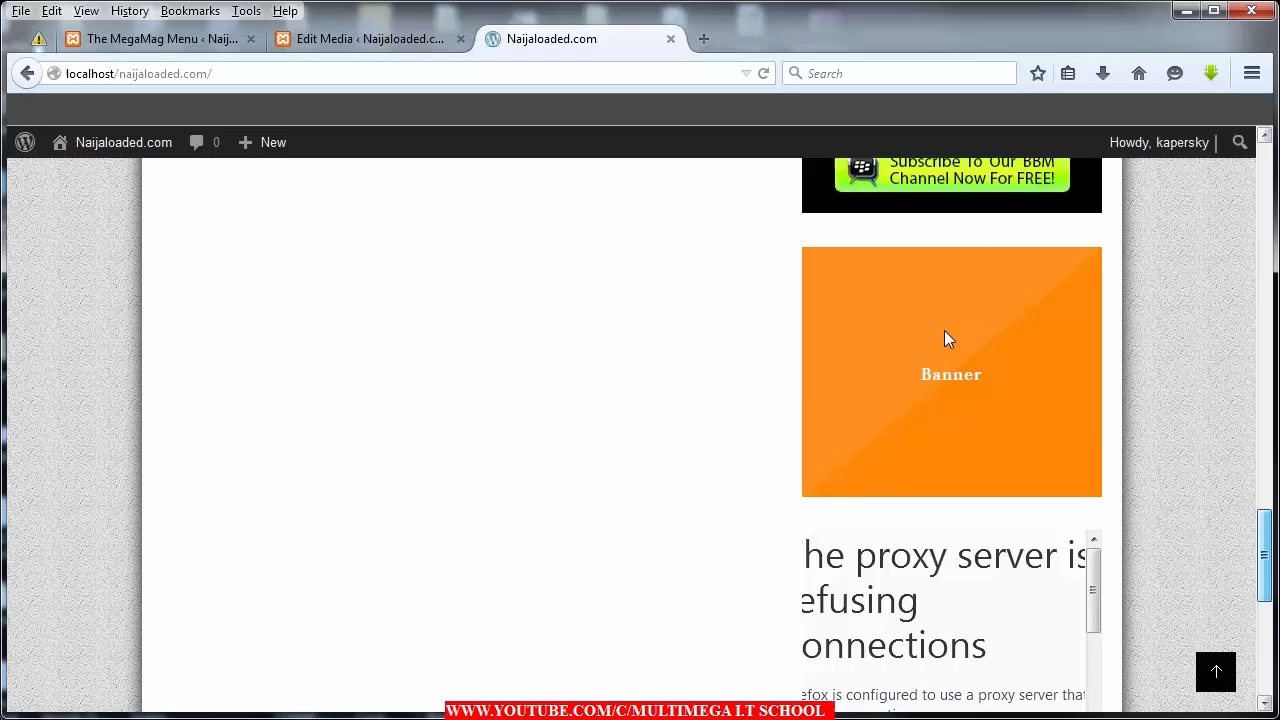 File Edit View History Bookmarks Tools Help
The MegaMag Menu ‹ Naij...
Edit Media ‹ Naijaloaded.c...
Naijaloaded.com
localhost/naijaloaded.com/
Search
Naijaloaded.com 0 New
Howdy, kapersky
Subscribe To Our BBM
Channel Now For FREE!
Banner
he proxy server is
efusing
onnections
efox is configured to use a proxy server that
WWW.YOUTUBE.COM/C/MULTIMEGA I.T SCHOOL